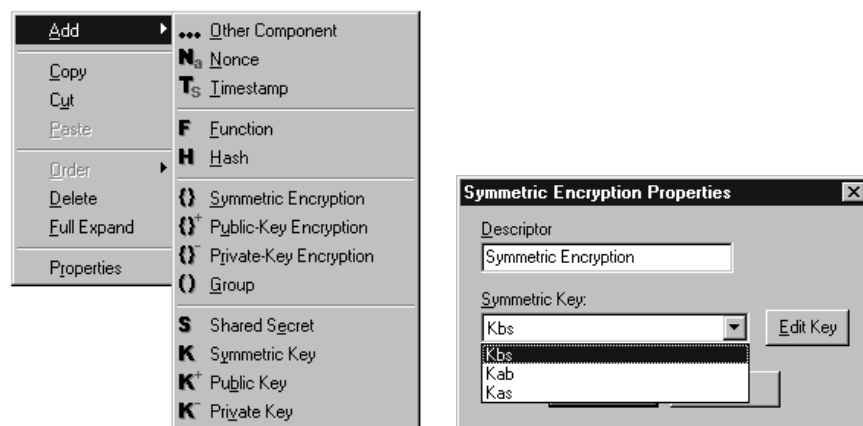 Add
Copy
Cut
Paste
Order
Delete
Full Expand
Properties
... Other Component
Na Nonce
Ts Timestamp
F Function
H Hash
{} Symmetric Encryption
{}+ Public-Key Encryption
{}- Private-Key Encryption
() Group
S Shared Secret
K Symmetric Key
K+ Public Key
K- Private Key
Symmetric Encryption Properties
Descriptor
Symmetric Encryption
Symmetric Key:
Kbs
Edit Key
Kbs
Kab
Kas